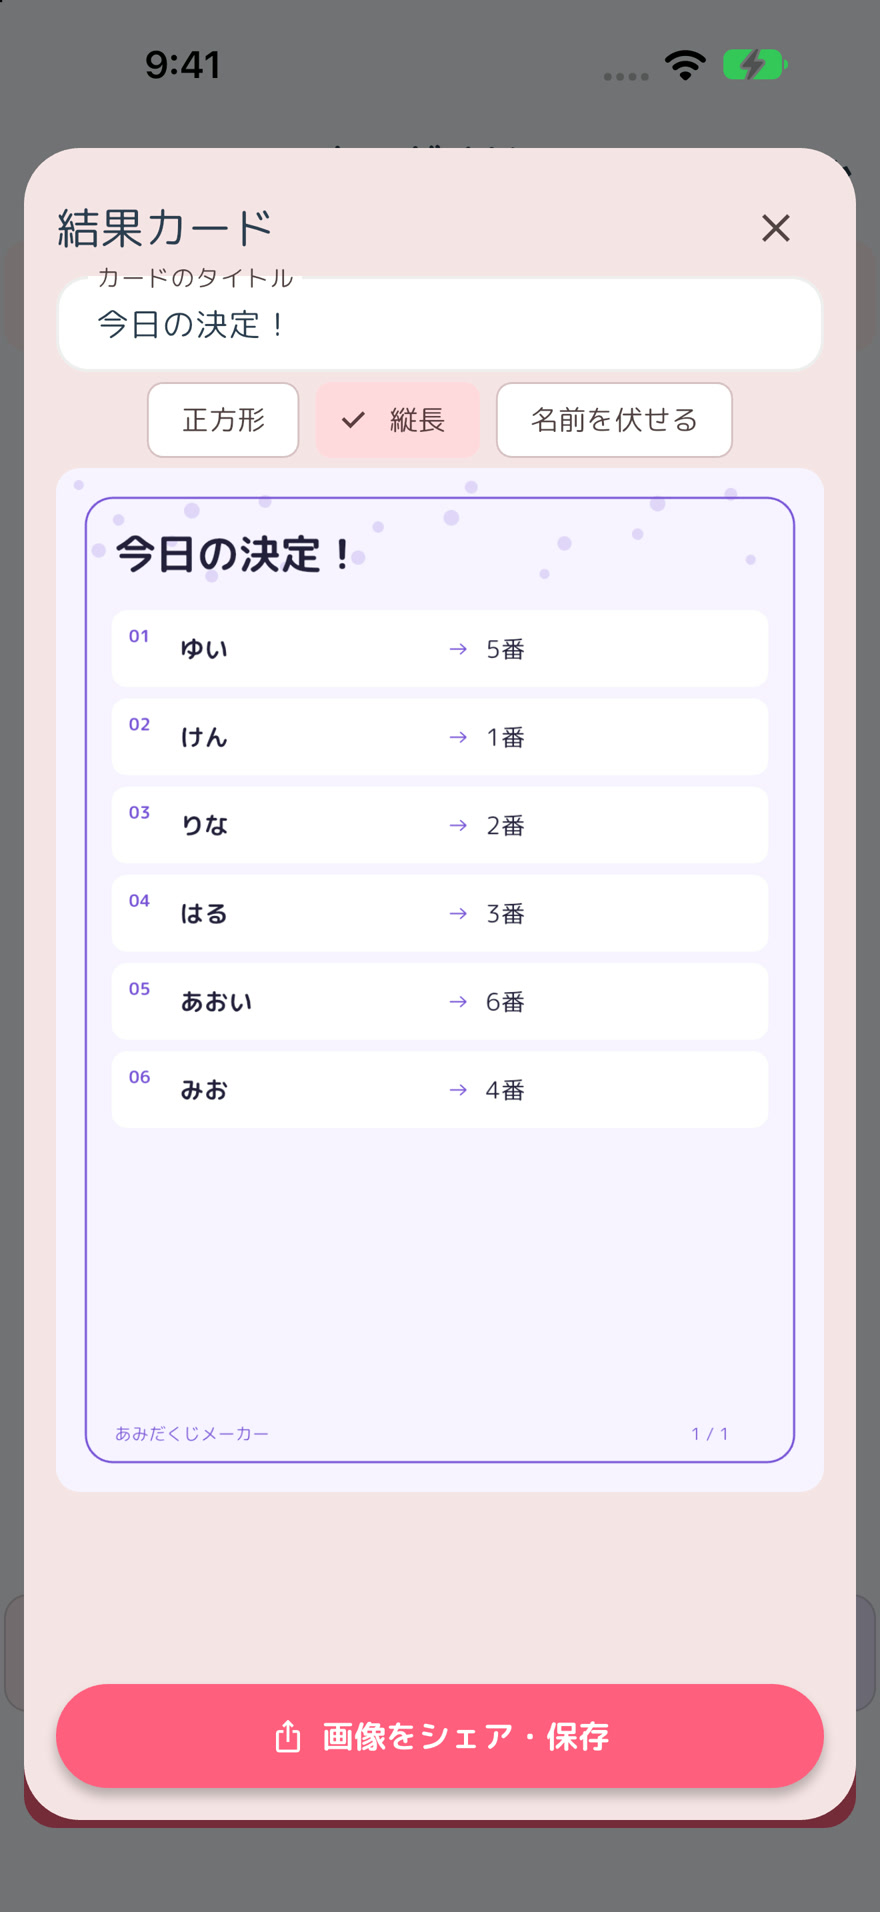 9:41
結果カード
カードのタイトル
今日の決定！
正方形
縦長
名前を伏せる
今日の決定！
01 ゆい → 5番
02 けん → 1番
03 りな → 2番
04 はる → 3番
05 あおい → 6番
06 みお → 4番
あみだくじメーカー 1 / 1
画像をシェア・保存